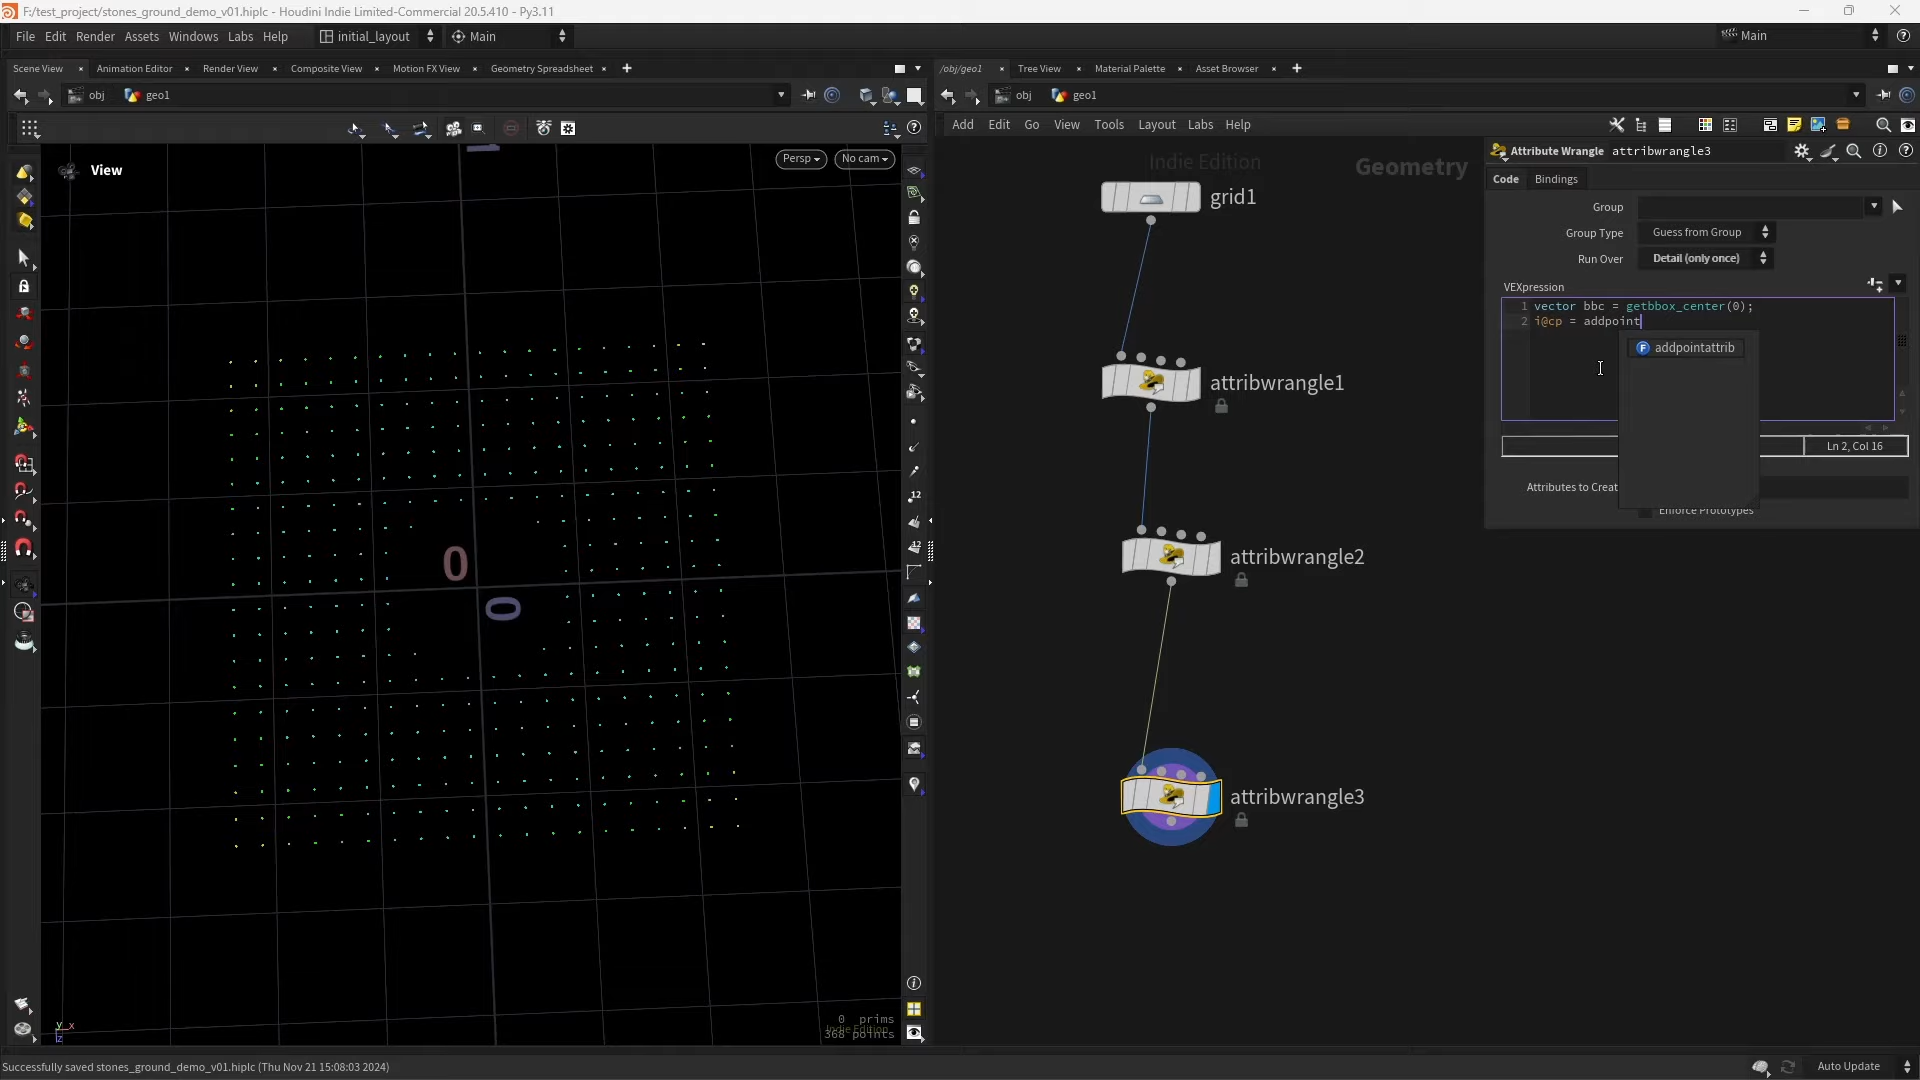 F:/test_project/stones_ground_demo_v01.hiplc - Houdini Indie Limited-Commercial 20.5.410 - Py3.11
File Edit Render Assets Windows Labs Help initial_layout Main Main
Scene View Animation Editor Render View Composite View Motion FX View Geometry Spreadsheet
/obj/geo1 Tree View Material Palette Asset Browser
obj geo1
obj geo1
Add Edit Go View Tools Layout Labs Help
View
Persp
No cam
Indie Edition
Geometry
grid1
attribwrangle1
attribwrangle2
attribwrangle3
Attribute Wrangle attribwrangle3
Code Bindings
Group
Group Type Guess from Group
Run Over Detail (only once)
VEXpression
1 vector bbc = getbbox_center(0);
2 i@cp = addpoint
F addpointattrib
Ln 2, Col 16
Attributes to Creat
Enforce Prototypes
0
0
12
12
y x
z
0 prims
Indie Edition
368 points
Successfully saved stones_ground_demo_v01.hiplc (Thu Nov 21 15:08:03 2024)
Auto Update